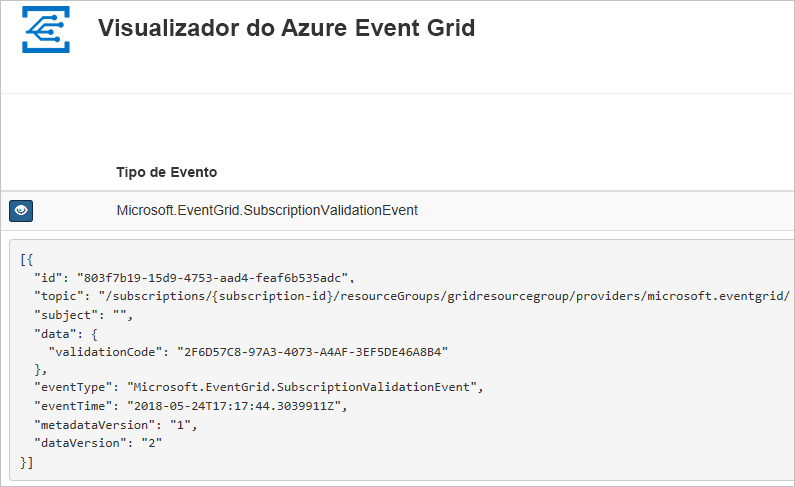 Visualizador do Azure Event Grid
Tipo de Evento
Microsoft.EventGrid.SubscriptionValidationEvent
[{
  "id": "803f7b19-15d9-4753-aad4-feaf6b535adc",
  "topic": "/subscriptions/{subscription-id}/resourceGroups/gridresourcegroup/providers/microsoft.eventgrid/
  "subject": "",
  "data": {
    "validationCode": "2F6D57C8-97A3-4073-A4AF-3EF5DE46A8B4"
  },
  "eventType": "Microsoft.EventGrid.SubscriptionValidationEvent",
  "eventTime": "2018-05-24T17:17:44.3039911Z",
  "metadataVersion": "1",
  "dataVersion": "2"
}]